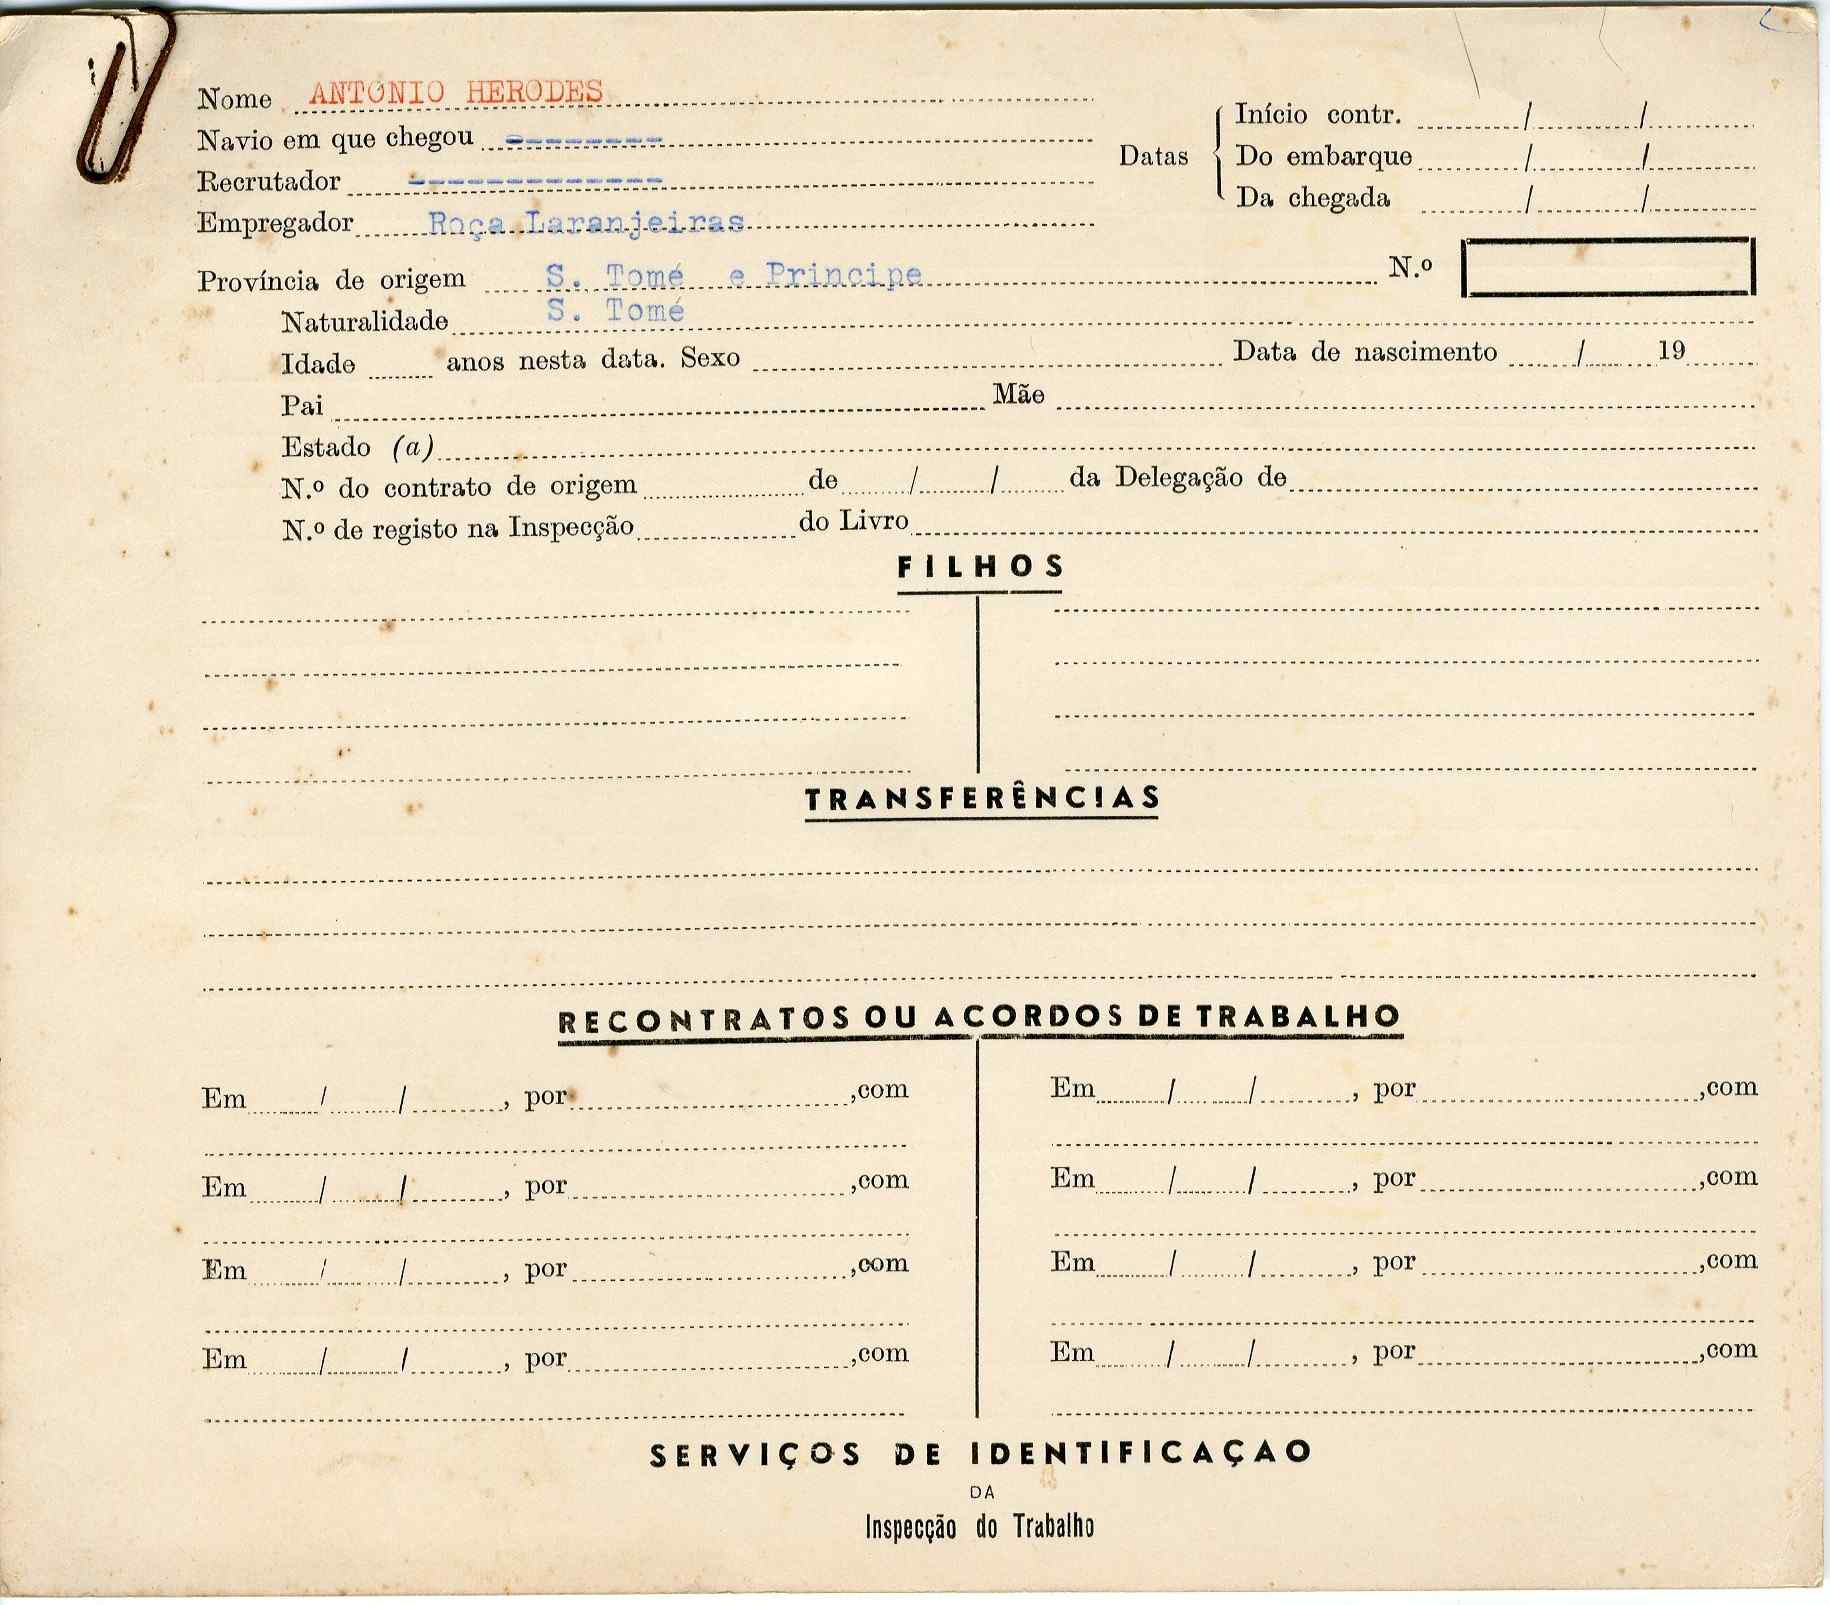 Nome ANTÓNIO HERODES
Navio em que chegou ---------
Recrutador -------------
Empregador Roça Laranjeiras
Datas
Início contr. / /
Do embarque / /
Da chegada / /
Província de origem S. Tomé e Principe N.º
Naturalidade S. Tomé
Idade anos nesta data. Sexo Data de nascimento / 19
Pai Mãe
Estado (a)
N.º do contrato de origem de / / da Delegação de
N.º de registo na Inspecção do Livro
FILHOS
TRANSFERÊNCIAS
RECONTRATOS OU ACORDOS DE TRABALHO
Em / / , por ,com
Em / / , por ,com
Em / / , por ,com
Em / / , por ,com
Em / / , por ,com
Em / / , por ,com
Em / / , por ,com
Em / / , por ,com
SERVIÇOS DE IDENTIFICAÇAO
DA
Inspecção do Trabalho